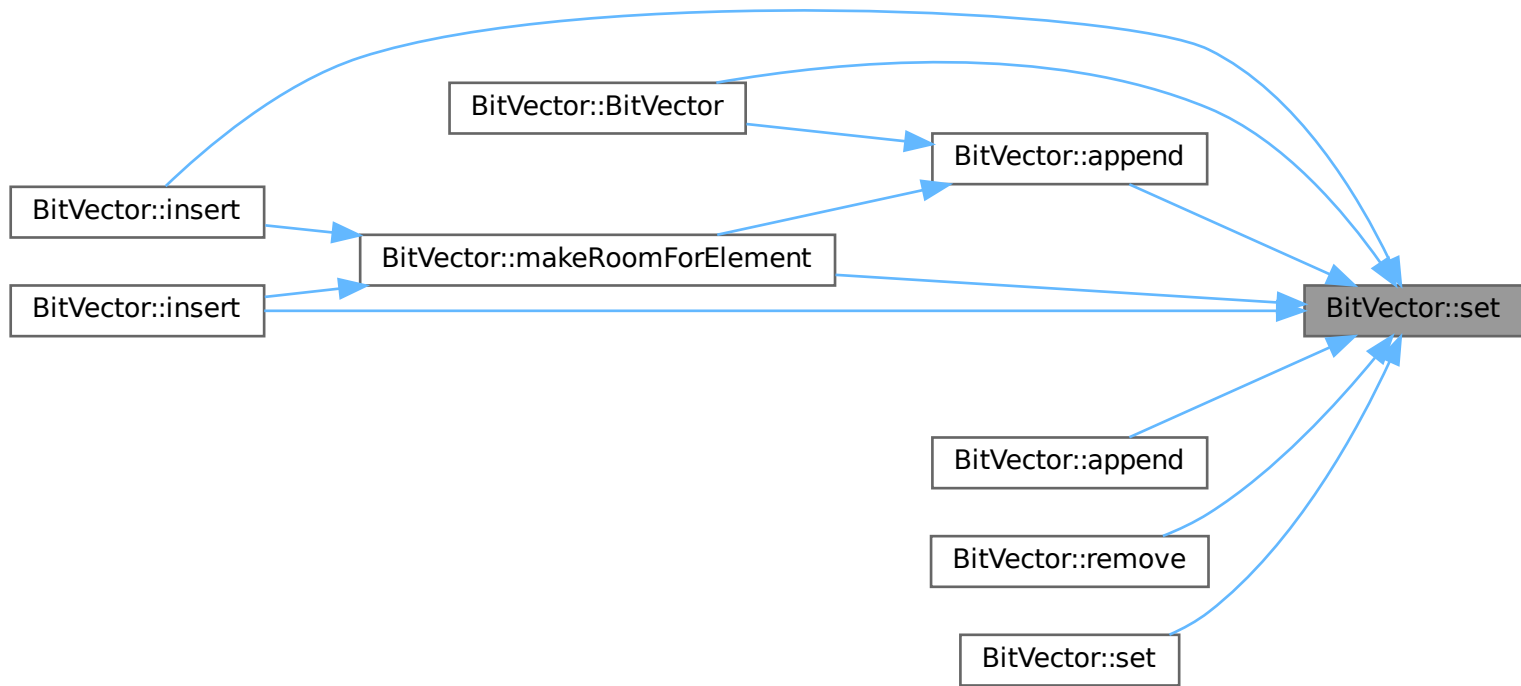 BitVector::BitVector
BitVector::append
BitVector::insert
BitVector::makeRoomForElement
BitVector::insert
BitVector::set
BitVector::append
BitVector::remove
BitVector::set